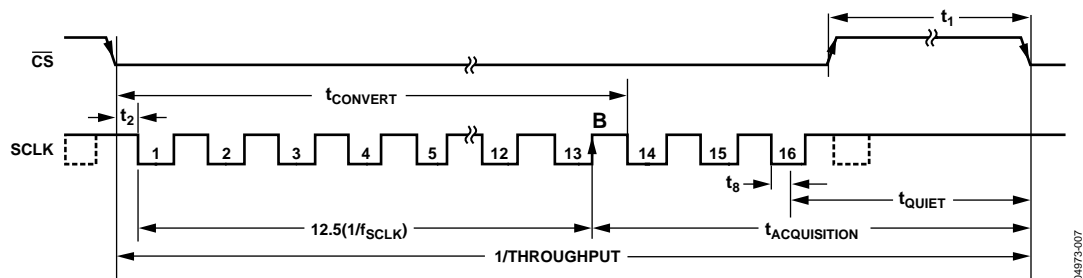 t1
CS
tCONVERT
t2
B
SCLK
1 2 3 4 5 12 13 14 15 16
t8
tQUIET
12.5(1/fSCLK)
tACQUISITION
1/THROUGHPUT
04973-007